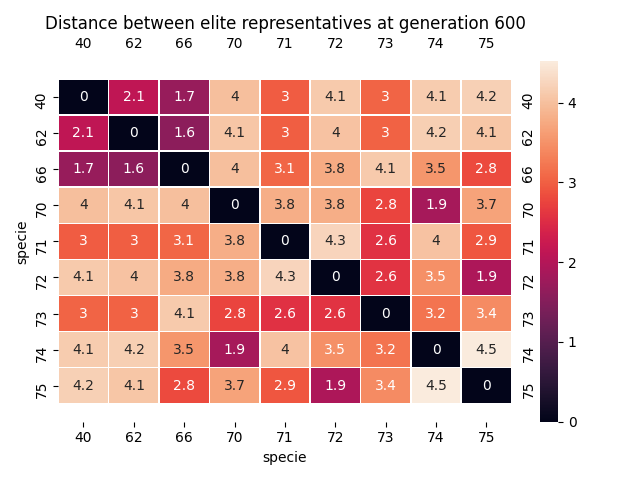 Distance between elite representatives at generation 600
40 62 66 70 71 72 73 74 75
40 0 2.1 1.7 4 3 4.1 3 4.1 4.2 40
62 2.1 0 1.6 4.1 3 4 3 4.2 4.1 62
66 1.7 1.6 0 4 3.1 3.8 4.1 3.5 2.8 66
70 4 4.1 4 0 3.8 3.8 2.8 1.9 3.7 70
71 3 3 3.1 3.8 0 4.3 2.6 4 2.9 71
72 4.1 4 3.8 3.8 4.3 0 2.6 3.5 1.9 72
73 3 3 4.1 2.8 2.6 2.6 0 3.2 3.4 73
74 4.1 4.2 3.5 1.9 4 3.5 3.2 0 4.5 74
75 4.2 4.1 2.8 3.7 2.9 1.9 3.4 4.5 0 75
40 62 66 70 71 72 73 74 75
specie
specie
4
3
2
1
0